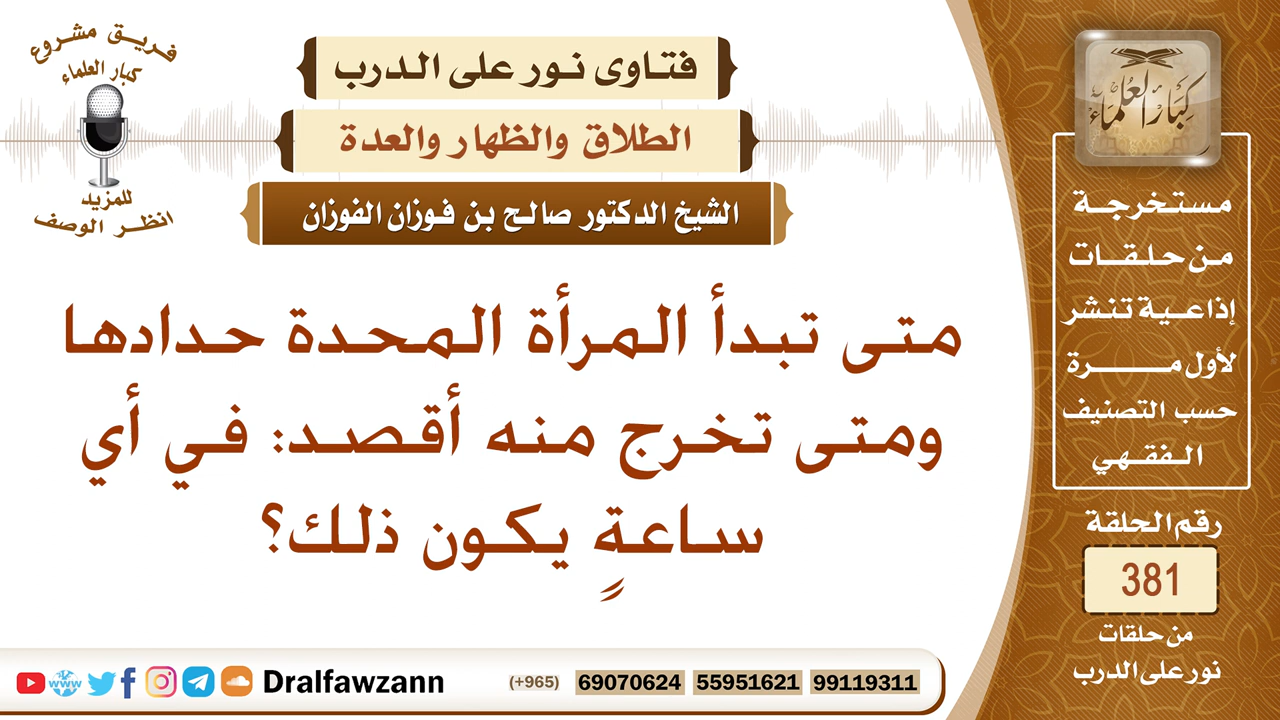 فريق مشروع
كبار العلماء
للمزيد
انظر الوصف
فتاوى نور على الدرب
الطلاق والظهار والعدة
الشيخ الدكتور صالح بن فوزان الفوزان
متى تبدأ المرأة المحدة حدادها
ومتى تخرج منه أقصد: في أي
ساعةٍ يكون ذلك؟
كبار العلماء
مستخرجة
من حلقات
إذاعية تنشر
لأول مرة
حسب التصنيف
الفقهي
رقم الحلقة
381
من حلقات
نور على الدرب
www Dralfawzann (+965) 69070624 55951621 99119311